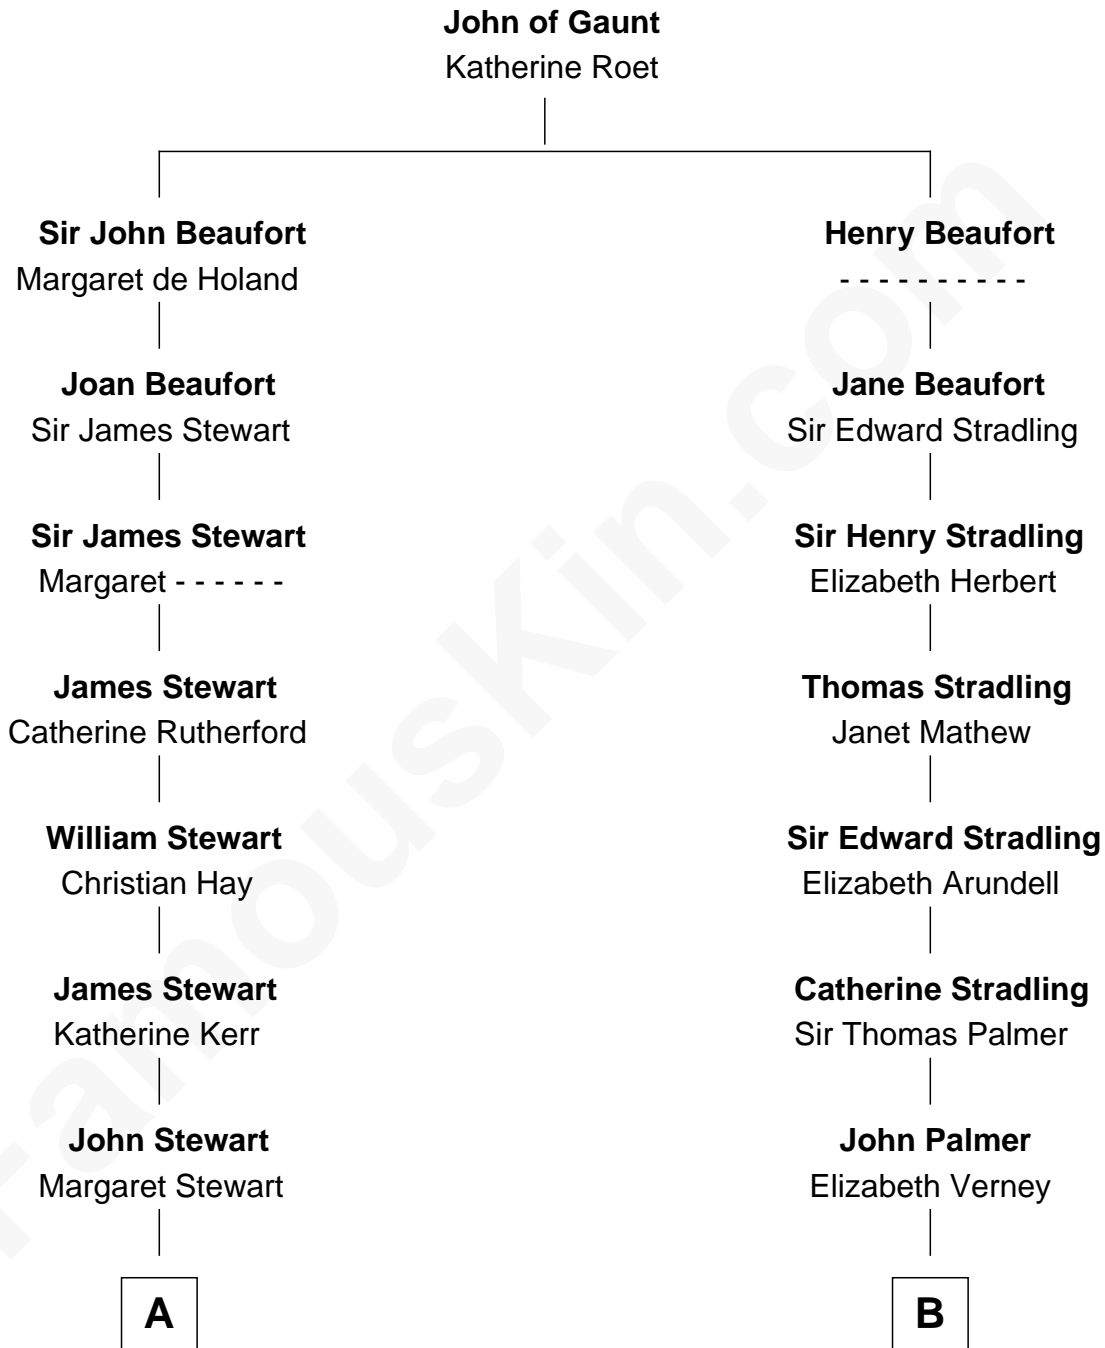 John of Gaunt
Katherine Roet
Sir John Beaufort
Margaret de Holand
Joan Beaufort
Sir James Stewart
Sir James Stewart
Margaret - - - - - -
James Stewart
Catherine Rutherford
William Stewart
Christian Hay
James Stewart
Katherine Kerr
John Stewart
Margaret Stewart
A
Henry Beaufort
- - - - - - - - - -
Jane Beaufort
Sir Edward Stradling
Sir Henry Stradling
Elizabeth Herbert
Thomas Stradling
Janet Mathew
Sir Edward Stradling
Elizabeth Arundell
Catherine Stradling
Sir Thomas Palmer
John Palmer
Elizabeth Verney
B
FamousKin.com